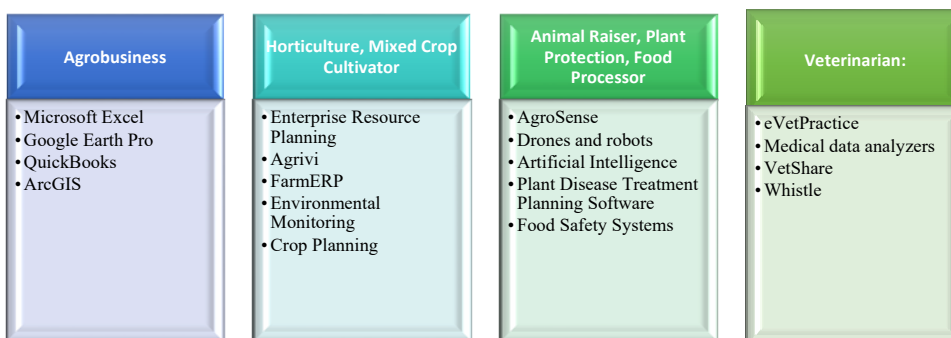 Agrobusiness
• Microsoft Excel
• Google Earth Pro
• QuickBooks
• ArcGIS
Horticulture, Mixed Crop
Cultivator
• Enterprise Resource
Planning
• Agrivi
• FarmERP
• Environmental
Monitoring
• Crop Planning
Animal Raiser, Plant
Protection, Food
Processor
• AgroSense
• Drones and robots
• Artificial Intelligence
• Plant Disease Treatment
Planning Software
• Food Safety Systems
Veterinarian:
• eVetPractice
• Medical data analyzers
• VetShare
• Whistle